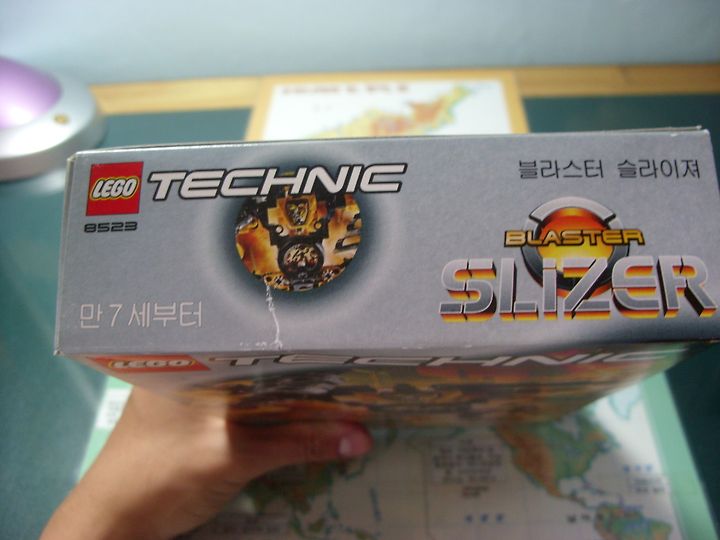 LEGO TECHNIC
8523
블라스터 슬라이져
BLASTER
SLiZER
만 7 세부터
LEGO TECHNIC